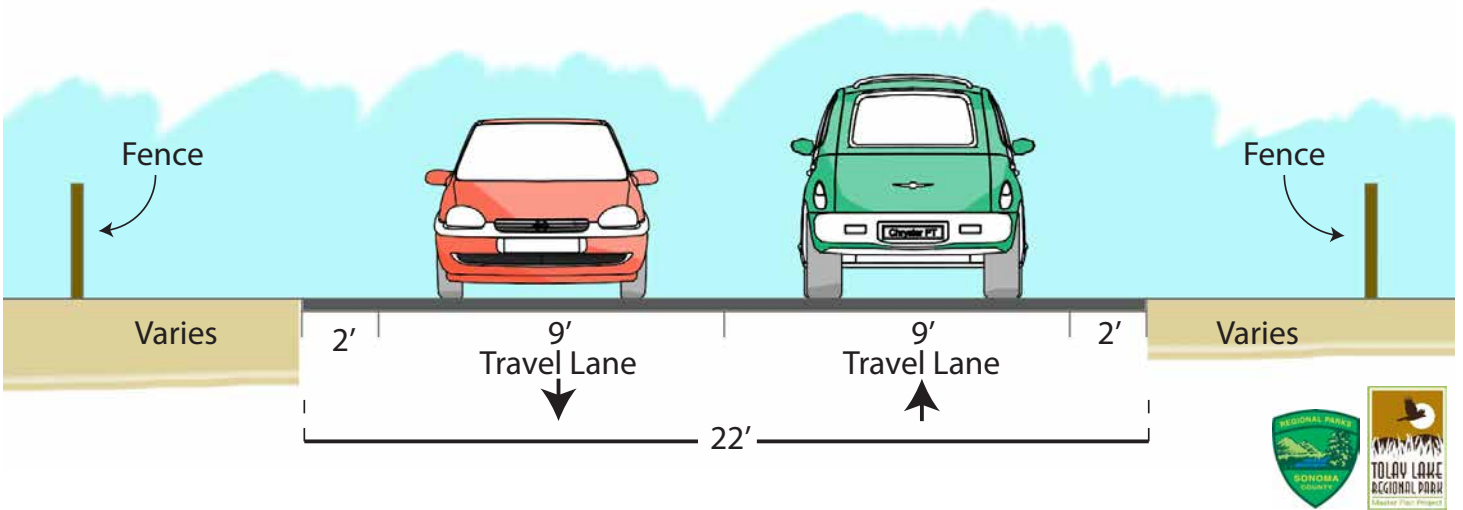 Fence
Fence
Chrysler PT
Varies
2’
9’
Travel Lane
9’
Travel Lane
2’
Varies
22’
REGIONAL PARKS
SONOMA
COUNTY
TOLAY LAKE
REGIONAL PARK
Master Plan Project